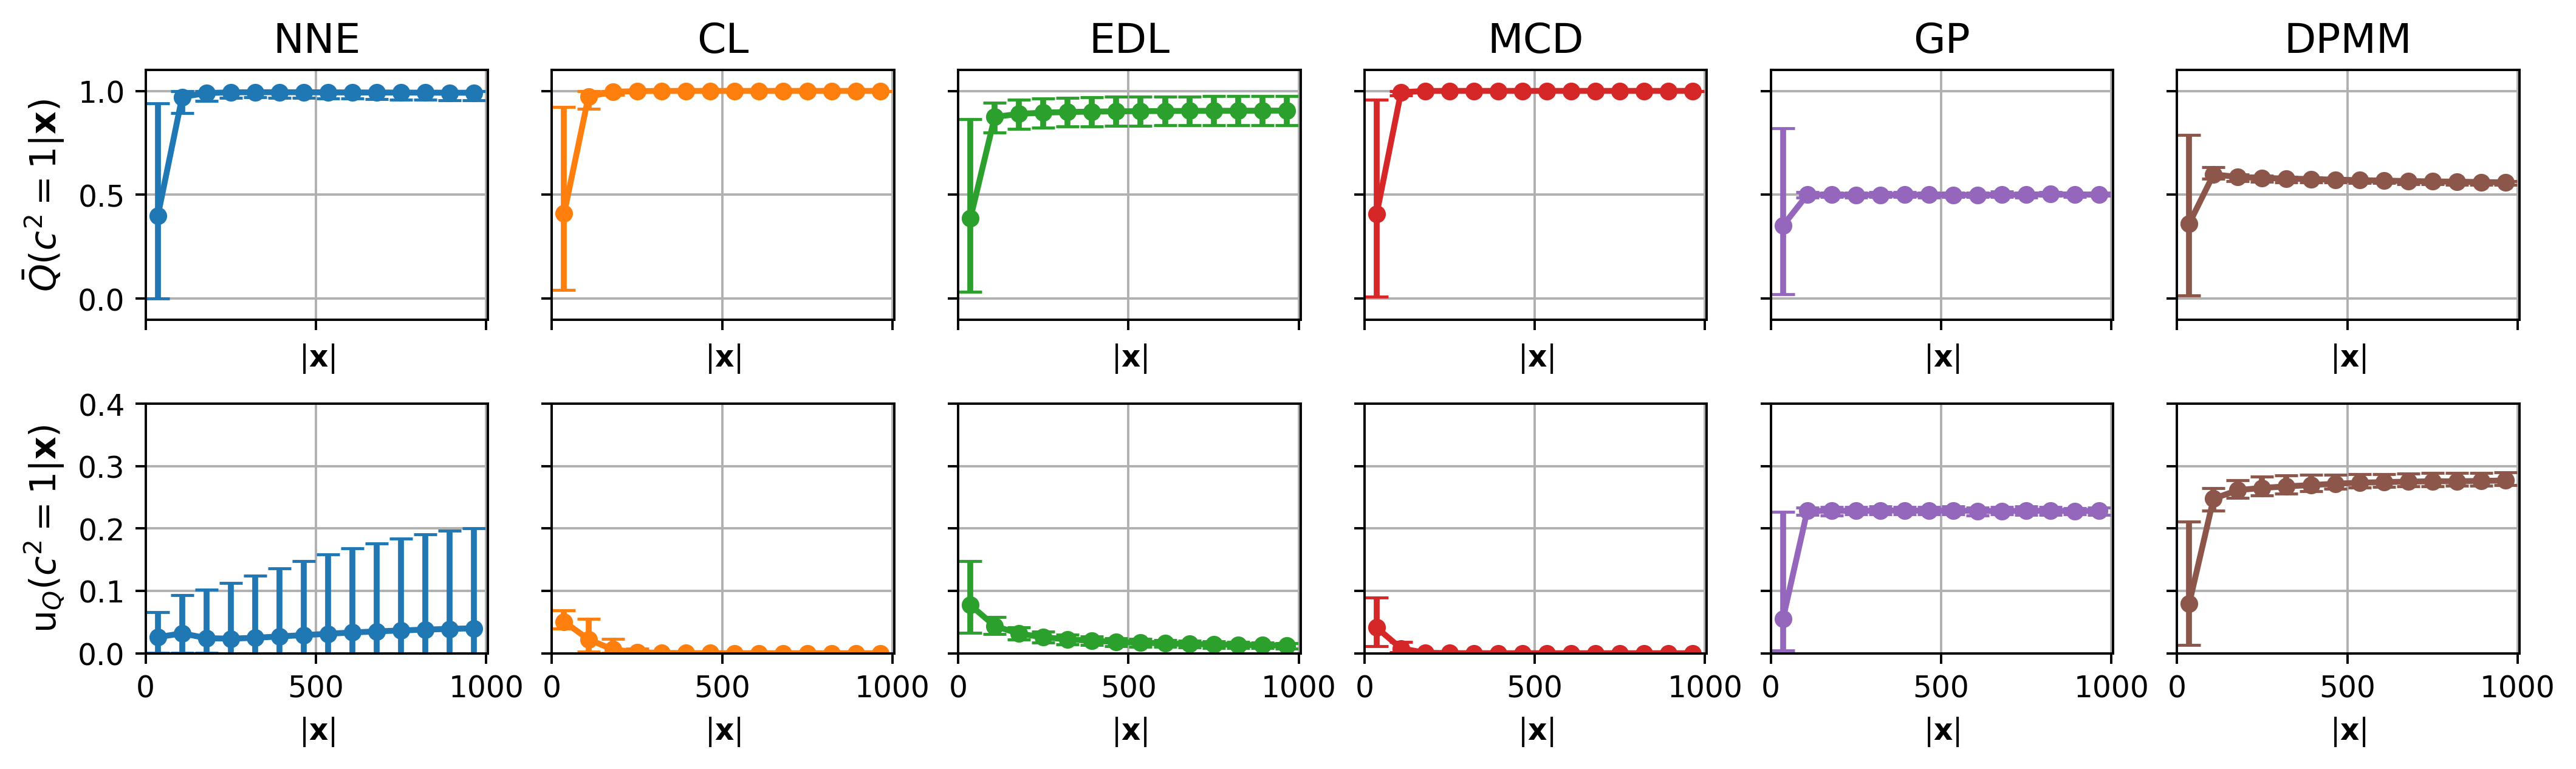 NNE CL EDL MCD GP DPMM
Q̄(c² = 1|x)
1.0
0.5
0.0
|x| |x| |x| |x| |x| |x|
u_Q(c² = 1|x)
0.4
0.3
0.2
0.1
0.0
0 500 1000 0 500 1000 0 500 1000 0 500 1000 0 500 1000 0 500 1000
|x| |x| |x| |x| |x| |x|